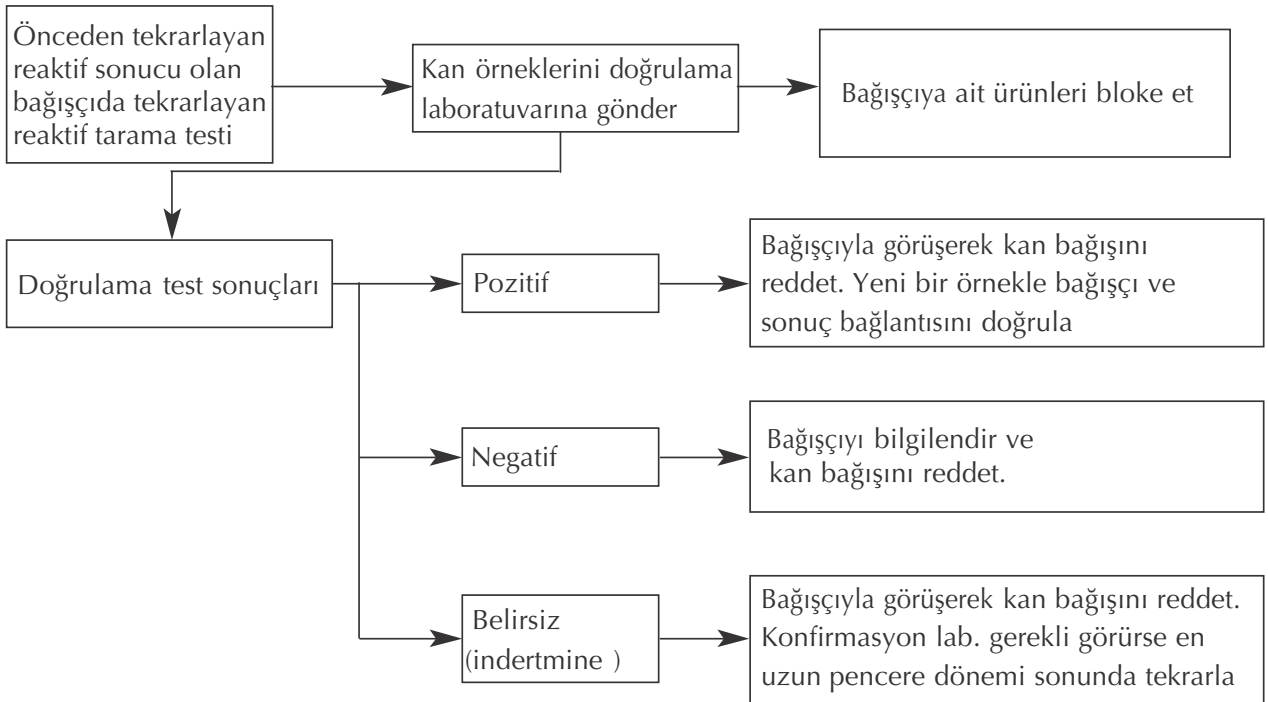 Önceden tekrarlayan
reaktif sonucu olan
bağışçıda tekrarlayan
reaktif tarama testi
Kan örneklerini doğrulama
laboratuvarına gönder
Bağışçıya ait ürünleri bloke et
Doğrulama test sonuçları
Pozitif
Bağışçıyla görüşerek kan bağışını
reddet. Yeni bir örnekle bağışçı ve
sonuç bağlantısını doğrula
Negatif
Bağışçıyı bilgilendir ve
kan bağışını reddet.
Belirsiz
(indertmine )
Bağışçıyla görüşerek kan bağışını reddet.
Konfirmasyon lab. gerekli görürse en
uzun pencere dönemi sonunda tekrarla